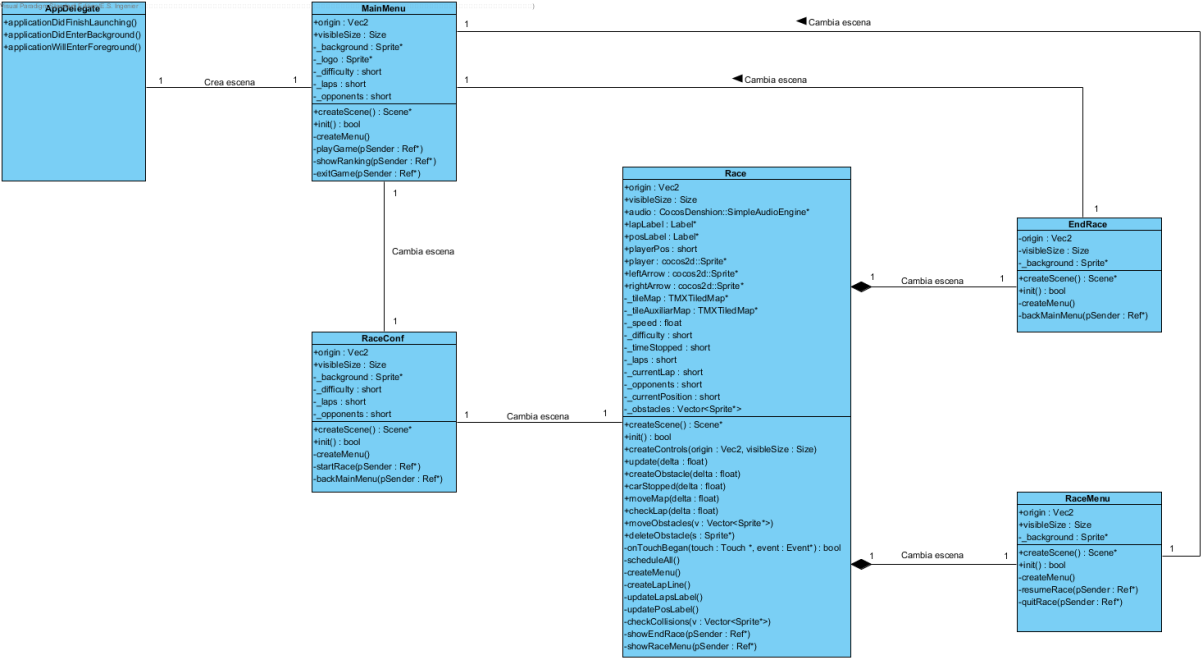 AppDelegate
+applicationDidFinishLaunching()
+applicationDidEnterBackground()
+applicationWillEnterForeground()
1
Crea escena
1
MainMenu
+origin : Vec2
+visibleSize : Size
-_background : Sprite*
-_logo : Sprite*
-_difficulty : short
-_laps : short
-_opponents : short
+createScene() : Scene*
+init() : bool
-createMenu()
-playGame(pSender : Ref*)
-showRanking(pSender : Ref*)
-exitGame(pSender : Ref*)
1
Cambia escena
1
Cambia escena
1
Cambia escena
1
RaceConf
+origin : Vec2
+visibleSize : Size
-_background : Sprite*
-_difficulty : short
-_laps : short
-_opponents : short
+createScene() : Scene*
+init() : bool
-createMenu()
-startRace(pSender : Ref*)
-backMainMenu(pSender : Ref*)
1
Cambia escena
1
Race
+origin : Vec2
+visibleSize : Size
+audio : CocosDenshion::SimpleAudioEngine*
+lapLabel : Label*
+posLabel : Label*
+playerPos : short
+player : cocos2d::Sprite*
+leftArrow : cocos2d::Sprite*
+rightArrow : cocos2d::Sprite*
-_tileMap : TMXTiledMap*
-_tileAuxiliarMap : TMXTiledMap*
-_speed : float
-_difficulty : short
-_timeStopped : short
-_laps : short
-_currentLap : short
-_opponents : short
-_currentPosition : short
-_obstacles : Vector<Sprite*>
+createScene() : Scene*
+init() : bool
+createControls(origin : Vec2, visibleSize : Size)
+update(delta : float)
+createObstacle(delta : float)
+carStopped(delta : float)
+moveMap(delta : float)
+checkLap(delta : float)
+moveObstacles(v : Vector<Sprite*>)
+deleteObstacle(s : Sprite*)
-onTouchBegan(touch : Touch *, event : Event*) : bool
-scheduleAll()
-createMenu()
-createLapLine()
-updateLapsLabel()
-updatePosLabel()
-checkCollisions(v : Vector<Sprite*>)
-showEndRace(pSender : Ref*)
-showRaceMenu(pSender : Ref*)
1
Cambia escena
1
1
EndRace
-origin : Vec2
-visibleSize : Size
-_background : Sprite*
+createScene() : Scene*
+init() : bool
-createMenu()
-backMainMenu(pSender : Ref*)
1
Cambia escena
1
RaceMenu
+origin : Vec2
+visibleSize : Size
-_background : Sprite*
+createScene() : Scene*
+init() : bool
-createMenu()
-resumeRace(pSender : Ref*)
-quitRace(pSender : Ref*)
1